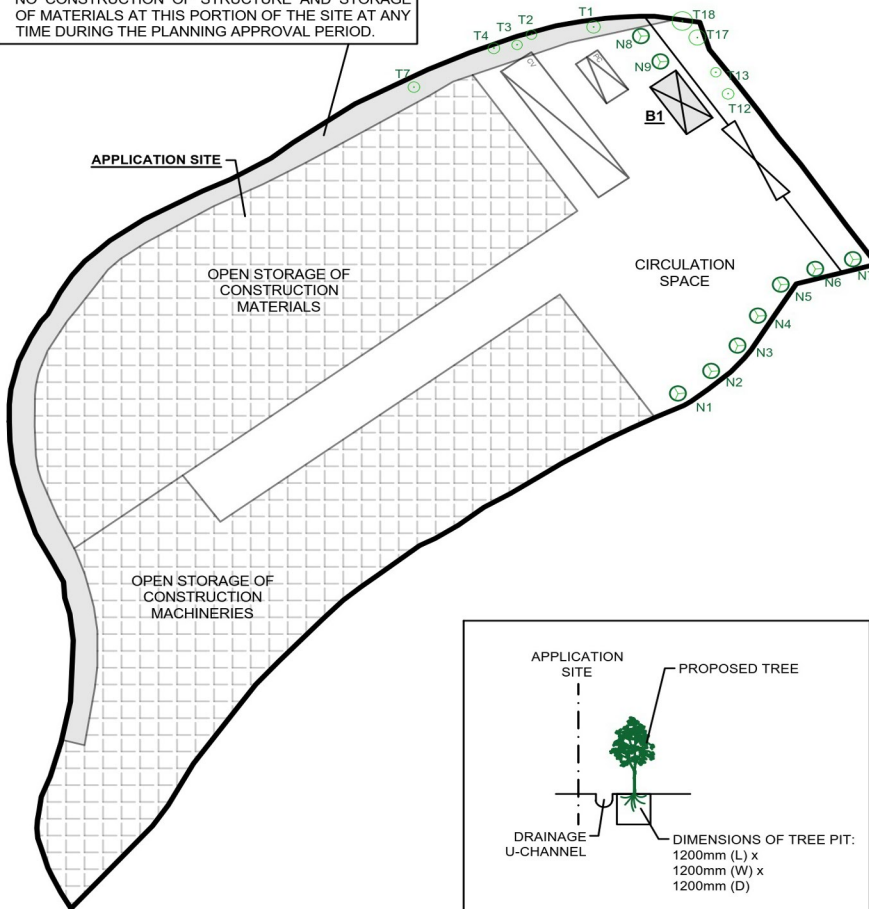 NO CONSTRUCTION OF STRUCTURE AND STORAGE
OF MATERIALS AT THIS PORTION OF THE SITE AT ANY
TIME DURING THE PLANNING APPROVAL PERIOD.
T7
T4
T3
T2
T1
T18
T17
N8
N9
T13
T12
B1
APPLICATION SITE
OPEN STORAGE OF
CONSTRUCTION
MATERIALS
CIRCULATION
SPACE
N6
N5
N4
N3
N2
N1
OPEN STORAGE OF
CONSTRUCTION
MACHINERIES
APPLICATION
SITE
PROPOSED TREE
DRAINAGE
U-CHANNEL
DIMENSIONS OF TREE PIT:
1200mm (L) x
1200mm (W) x
1200mm (D)